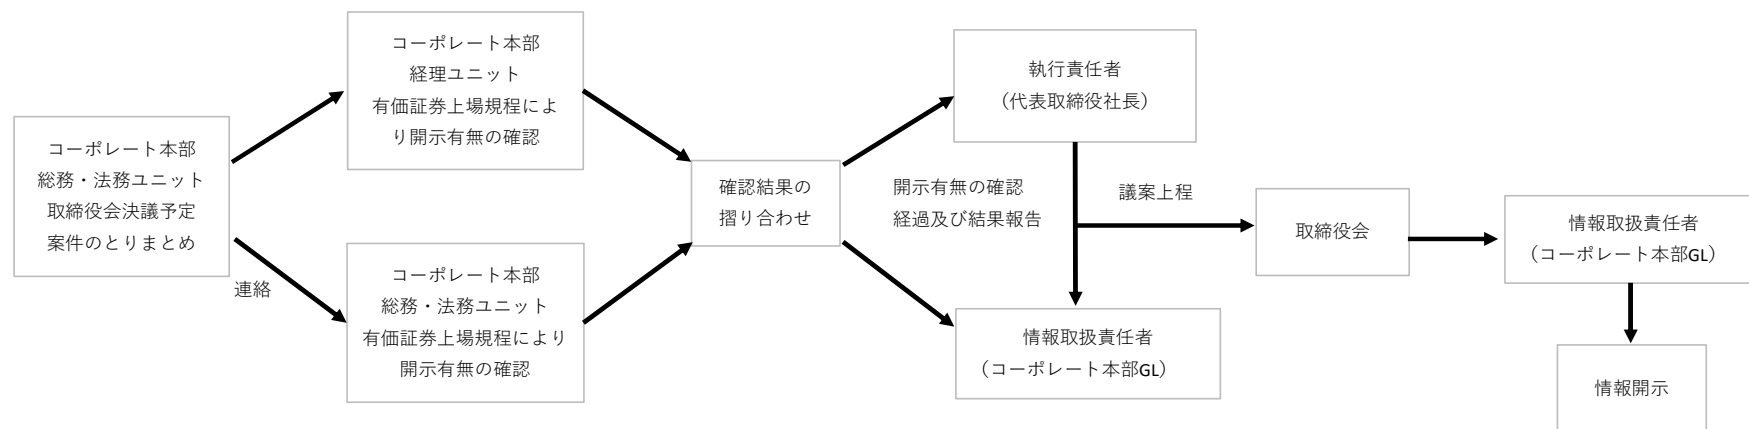 コーポレート本部
総務・法務ユニット
取締役会決議予定
案件のとりまとめ
連絡
コーポレート本部
経理ユニット
有価証券上場規程によ
り開示有無の確認
コーポレート本部
総務・法務ユニット
有価証券上場規程により
開示有無の確認
確認結果の
摺り合わせ
執行責任者
（代表取締役社長）
開示有無の確認
経過及び結果報告
情報取扱責任者
（コーポレート本部GL）
議案上程
取締役会
情報取扱責任者
（コーポレート本部GL）
情報開示